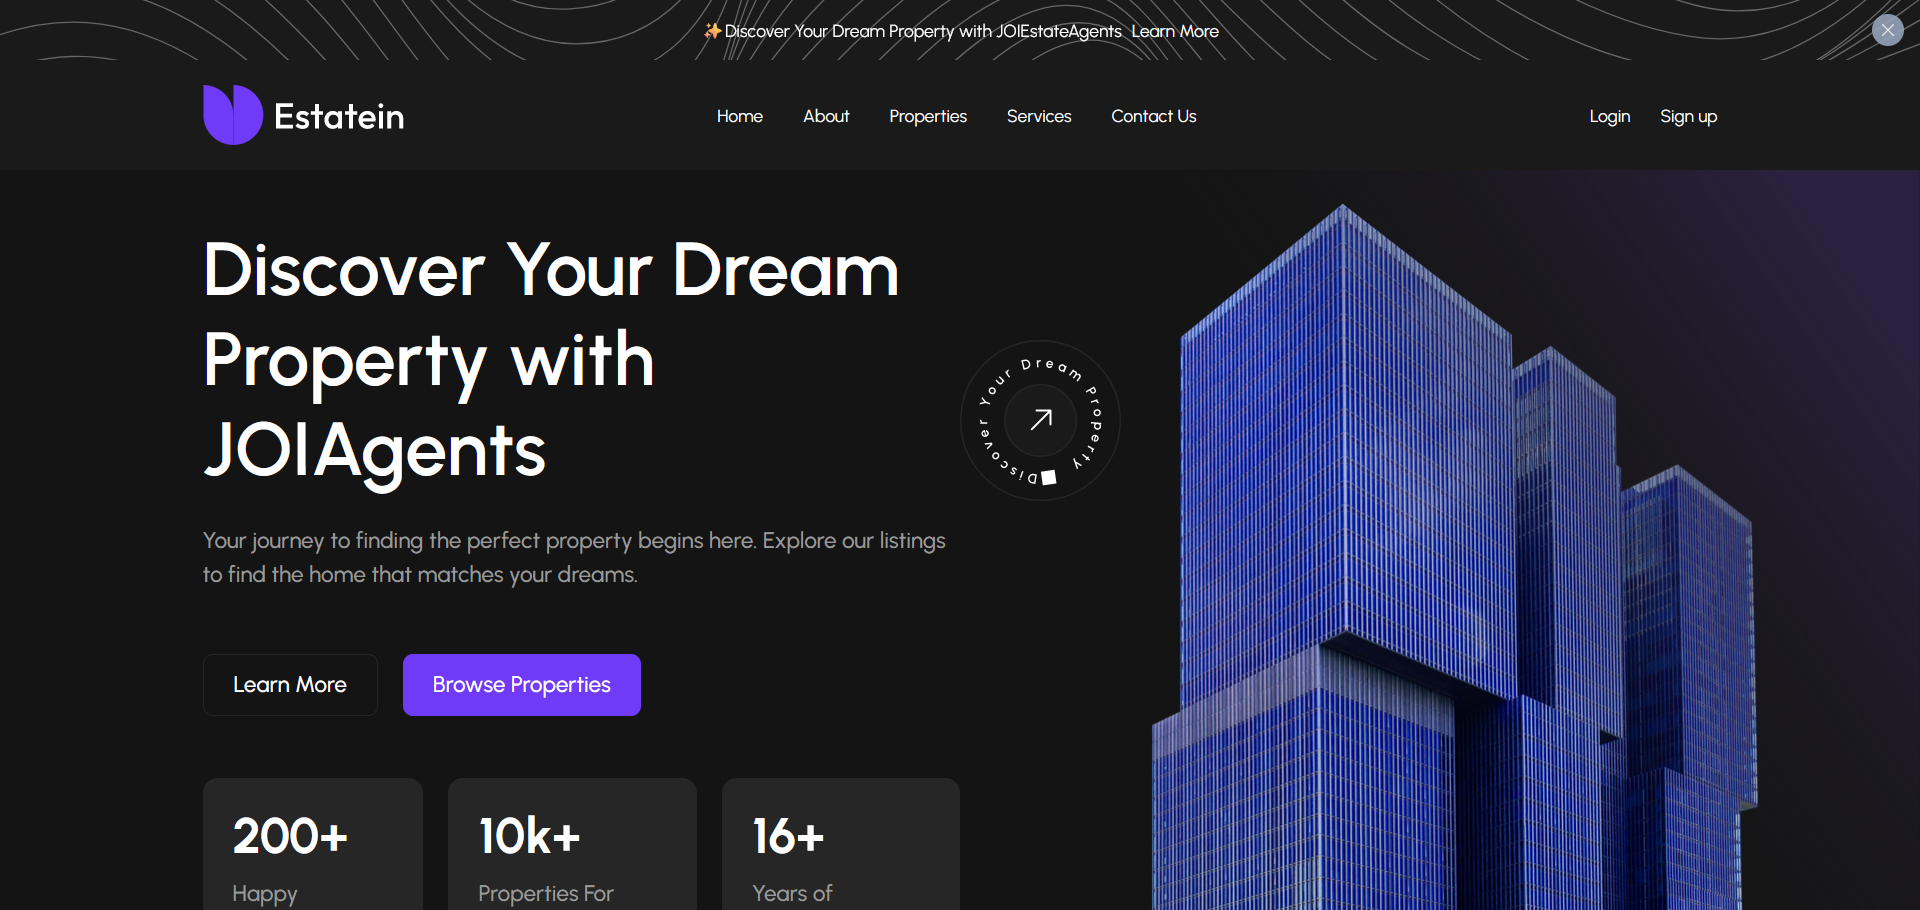 ✨Discover Your Dream Property with JOIEstateAgents Learn More
Estatein
Home About Properties Services Contact Us
Login Sign up
Discover Your Dream
Property with
JOIAgents
Discover Your Dream Property
Your journey to finding the perfect property begins here. Explore our listings
to find the home that matches your dreams.
Learn More
Browse Properties
200+
Happy
10k+
Properties For
16+
Years of